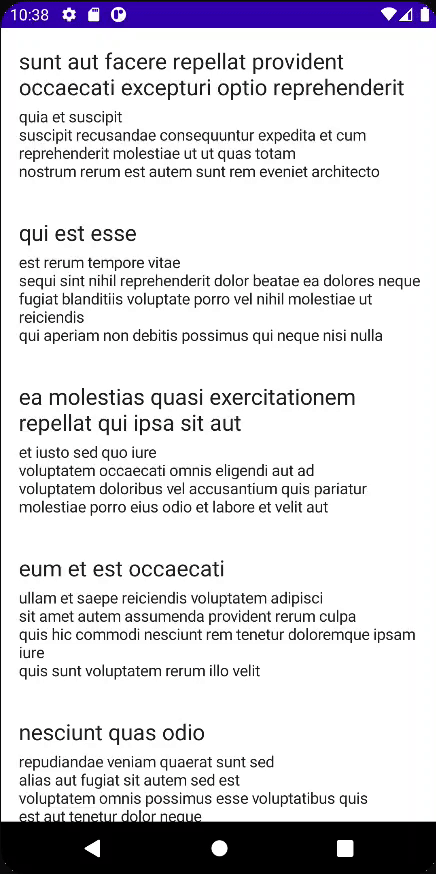 10:38
sunt aut facere repellat provident
occaecati excepturi optio reprehenderit
quia et suscipit
suscipit recusandae consequuntur expedita et cum
reprehenderit molestiae ut ut quas totam
nostrum rerum est autem sunt rem eveniet architecto
qui est esse
est rerum tempore vitae
sequi sint nihil reprehenderit dolor beatae ea dolores neque
fugiat blanditiis voluptate porro vel nihil molestiae ut
reiciendis
qui aperiam non debitis possimus qui neque nisi nulla
ea molestias quasi exercitationem
repellat qui ipsa sit aut
et iusto sed quo iure
voluptatem occaecati omnis eligendi aut ad
voluptatem doloribus vel accusantium quis pariatur
molestiae porro eius odio et labore et velit aut
eum et est occaecati
ullam et saepe reiciendis voluptatem adipisci
sit amet autem assumenda provident rerum culpa
quis hic commodi nesciunt rem tenetur doloremque ipsam
iure
quis sunt voluptatem rerum illo velit
nesciunt quas odio
repudiandae veniam quaerat sunt sed
alias aut fugiat sit autem sed est
voluptatem omnis possimus esse voluptatibus quis
est aut tenetur dolor neque